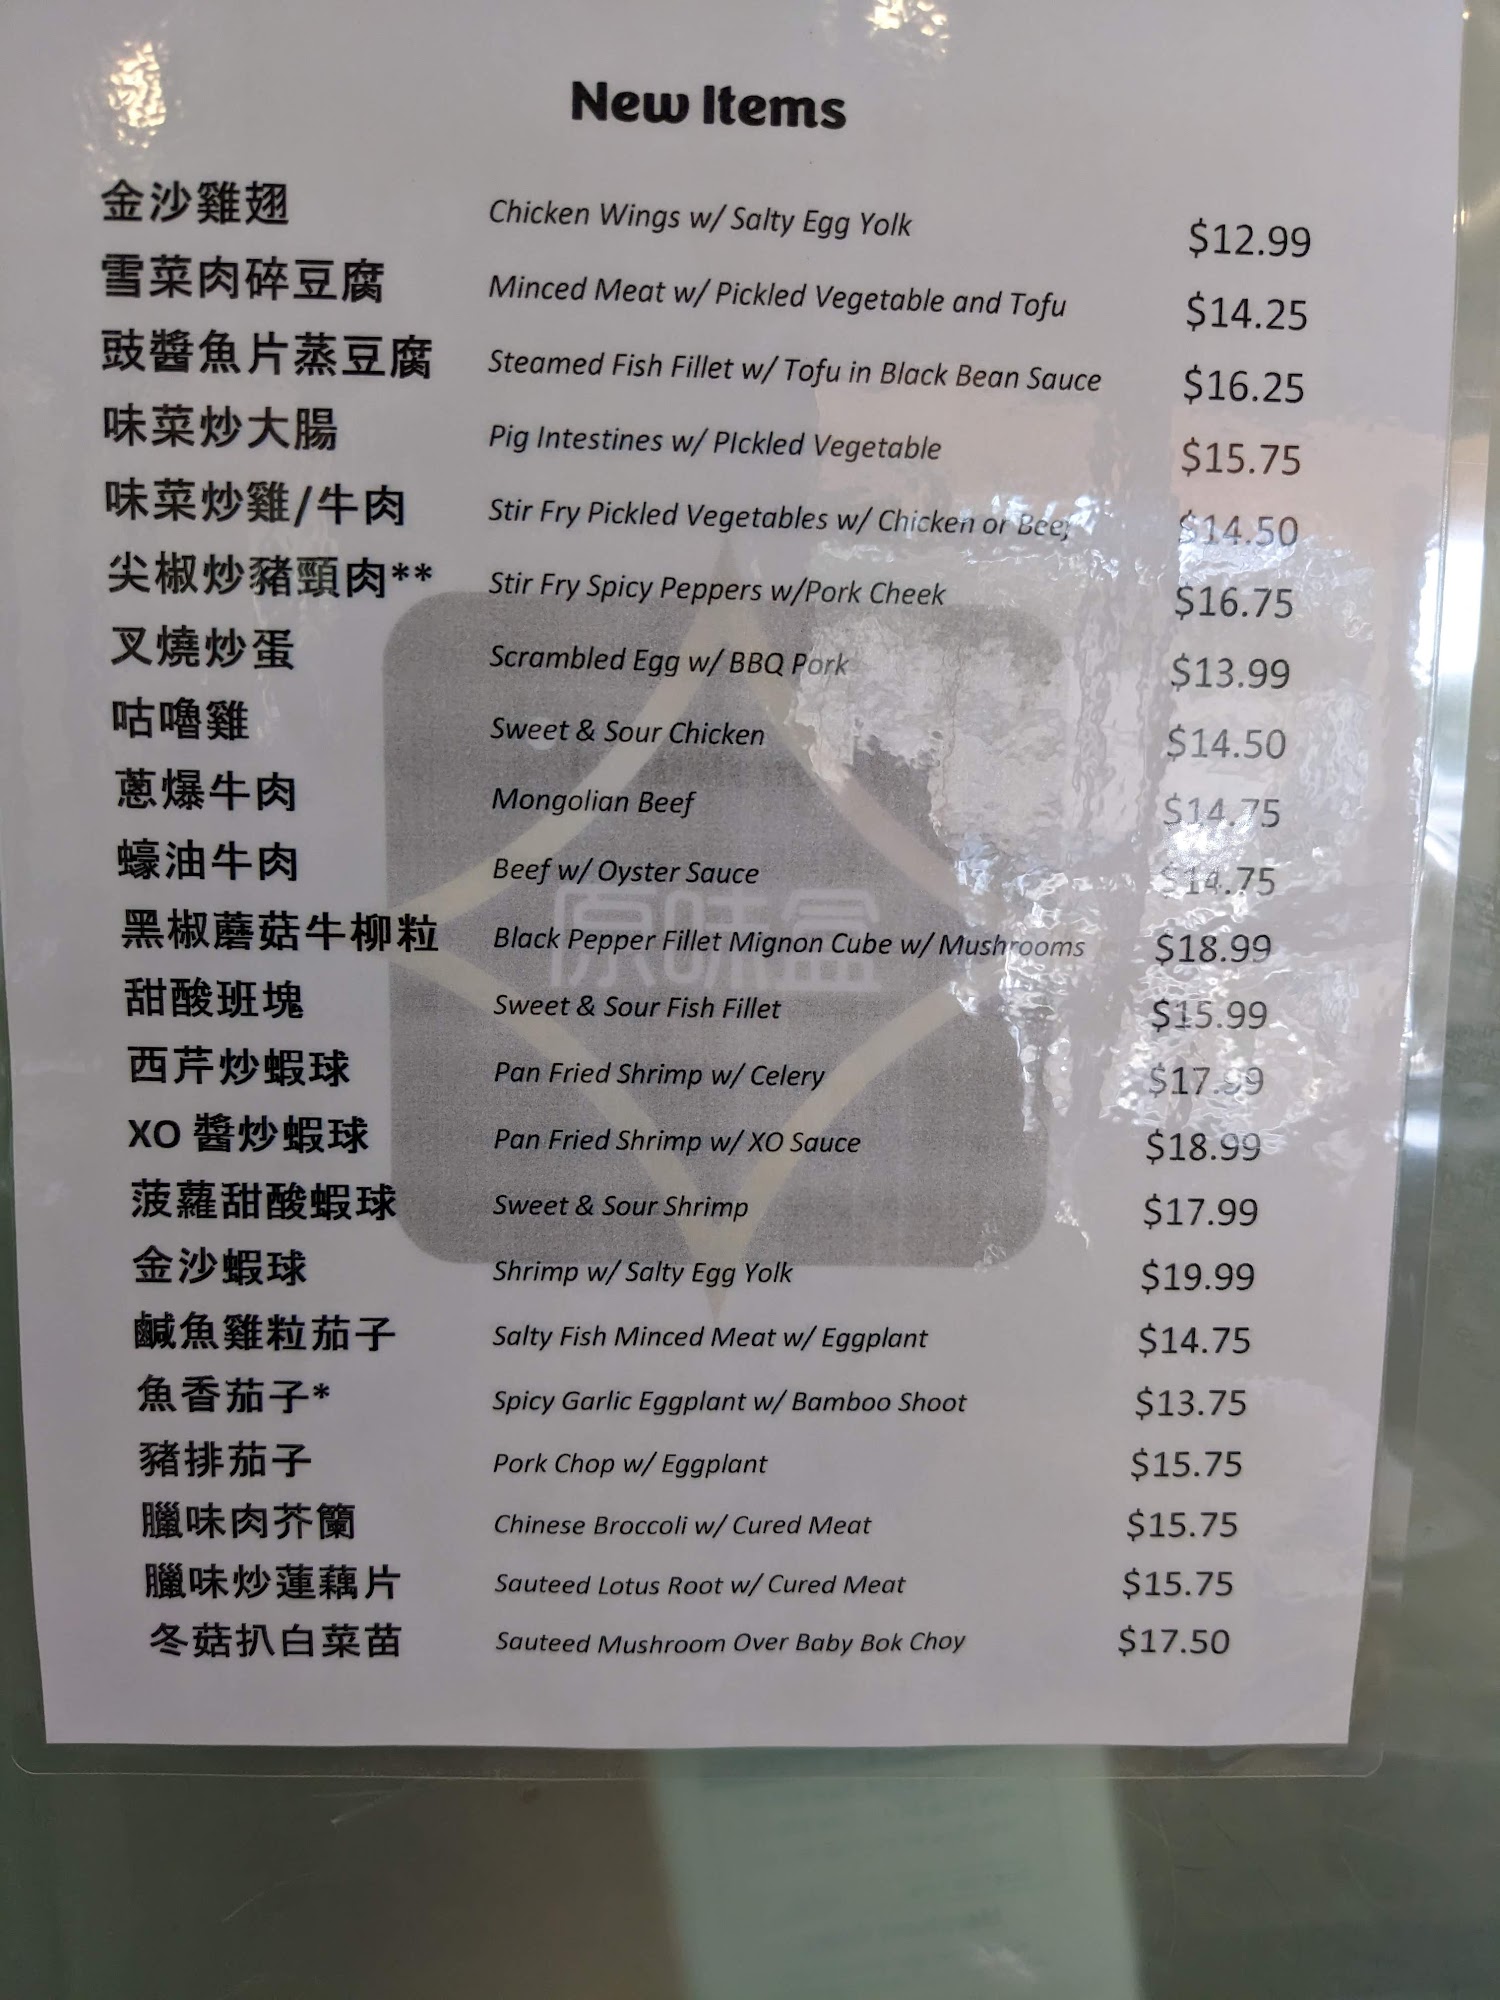 New Items
金沙雞翅 Chicken Wings w/ Salty Egg Yolk $12.99
雪菜肉碎豆腐 Minced Meat w/ Pickled Vegetable and Tofu $14.25
豉醬魚片蒸豆腐 Steamed Fish Fillet w/ Tofu in Black Bean Sauce $16.25
味菜炒大腸 Pig Intestines w/ PIckled Vegetable $15.75
味菜炒雞/牛肉 Stir Fry Pickled Vegetables w/ Chicken or Beef $14.50
尖椒炒豬頸肉** Stir Fry Spicy Peppers w/Pork Cheek $16.75
叉燒炒蛋 Scrambled Egg w/ BBQ Pork $13.99
咕嚕雞 Sweet & Sour Chicken $14.50
蔥爆牛肉 Mongolian Beef $14.75
蠔油牛肉 Beef w/ Oyster Sauce $14.75
原味盒
黑椒蘑菇牛柳粒 Black Pepper Fillet Mignon Cube w/ Mushrooms $18.99
甜酸班塊 Sweet & Sour Fish Fillet $15.99
西芹炒蝦球 Pan Fried Shrimp w/ Celery $17.99
XO 醬炒蝦球 Pan Fried Shrimp w/ XO Sauce $18.99
菠蘿甜酸蝦球 Sweet & Sour Shrimp $17.99
金沙蝦球 Shrimp w/ Salty Egg Yolk $19.99
鹹魚雞粒茄子 Salty Fish Minced Meat w/ Eggplant $14.75
魚香茄子* Spicy Garlic Eggplant w/ Bamboo Shoot $13.75
豬排茄子 Pork Chop w/ Eggplant $15.75
臘味肉芥籣 Chinese Broccoli w/ Cured Meat $15.75
臘味炒蓮藕片 Sauteed Lotus Root w/ Cured Meat $15.75
冬菇扒白菜苗 Sauteed Mushroom Over Baby Bok Choy $17.50